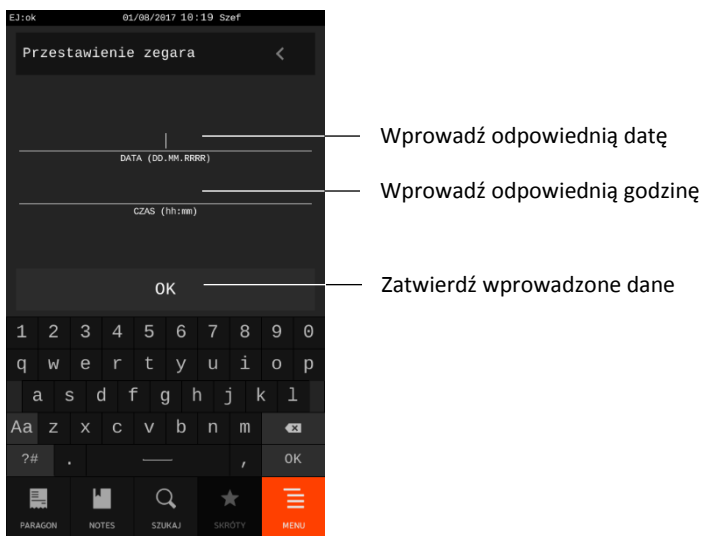 EJ:ok 01/08/2017 10:19 Szef
Przestawienie zegara <
Wprowadź odpowiednią datę
DATA (DD.MM.RRRR)
Wprowadź odpowiednią godzinę
CZAS (hh:mm)
OK
Zatwierdź wprowadzone dane
1 2 3 4 5 6 7 8 9 0
q w e r t y u i o p
a s d f g h j k l
Aa z x c v b n m
?# . , OK
PARAGON NOTES SZUKAJ SKRÓTY MENU